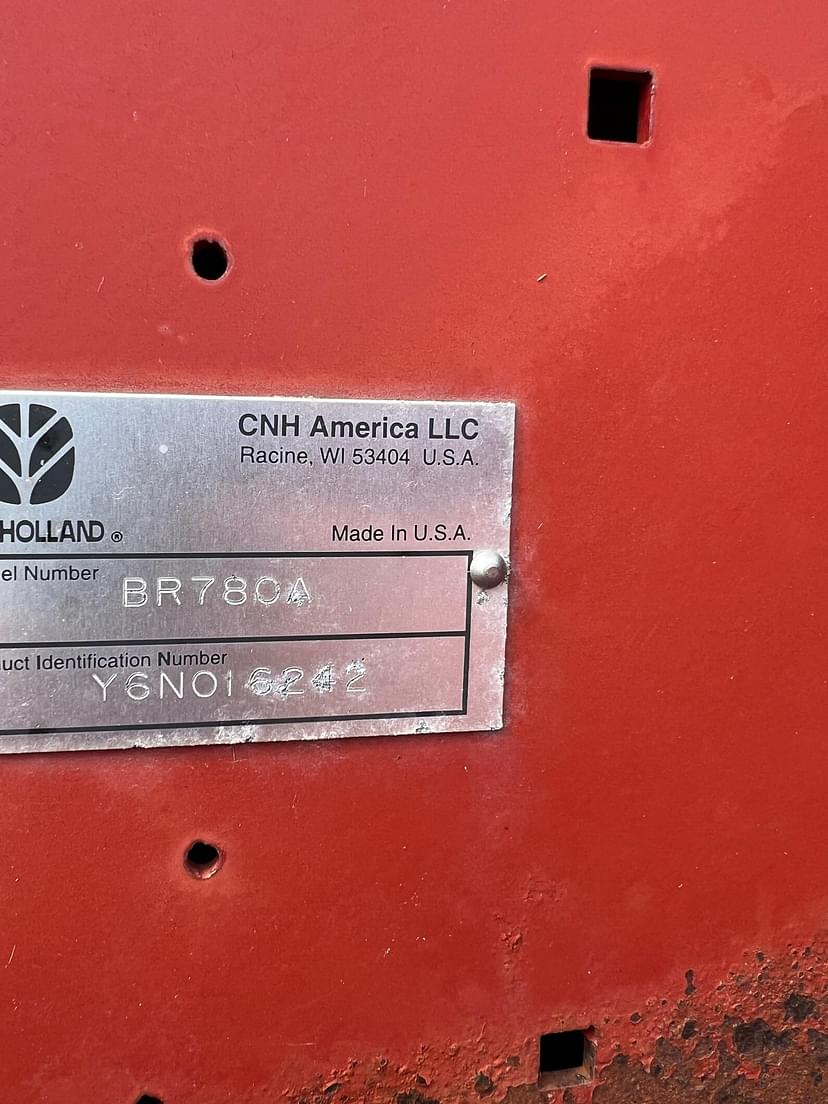 CNH America LLC
Racine, WI 53404 U.S.A.
HOLLAND ®
Made In U.S.A.
el Number BR780A
uct Identification Number
Y6N016242